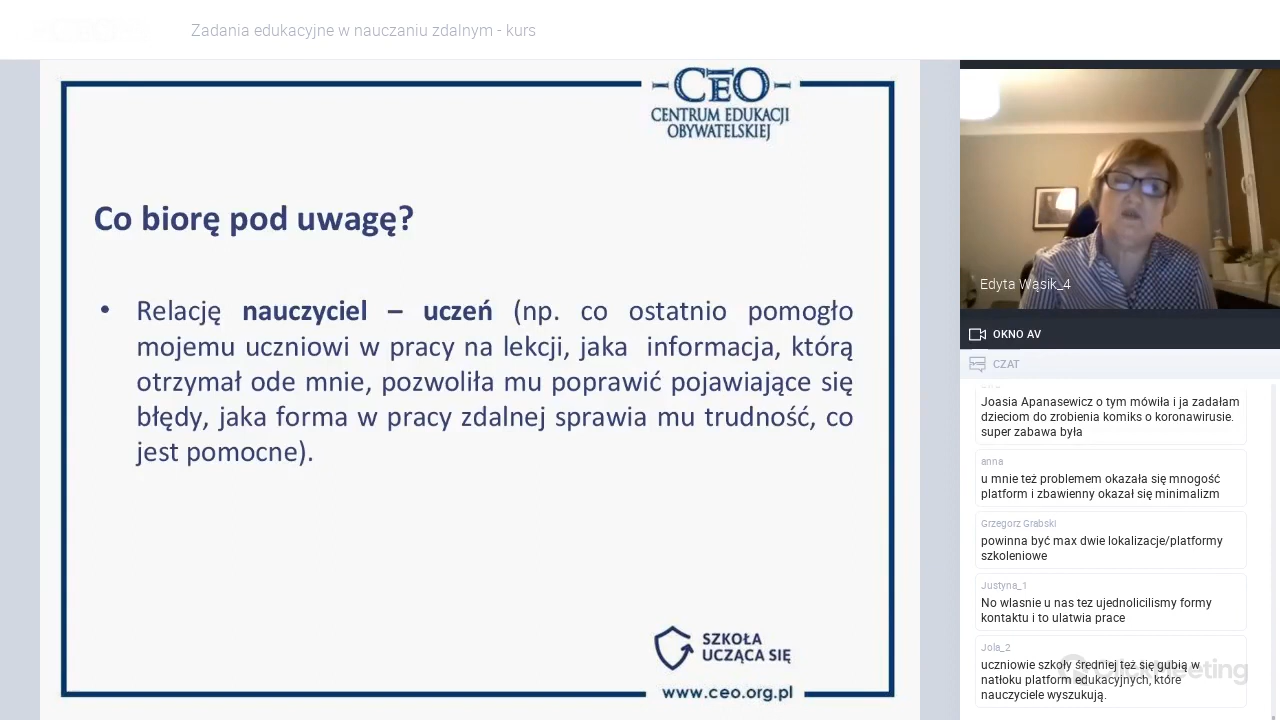 Zadania edukacyjne w nauczaniu zdalnym - kurs
CEO
CENTRUM EDUKACJI
OBYWATELSKIEJ
Co biorę pod uwagę?
• Relację nauczyciel – uczeń (np. co ostatnio pomogło
mojemu uczniowi w pracy na lekcji, jaka informacja, którą
otrzymał ode mnie, pozwoliła mu poprawić pojawiające się
błędy, jaka forma w pracy zdalnej sprawia mu trudność, co
jest pomocne).
SZKOŁA
UCZĄCA SIĘ
www.ceo.org.pl
Edyta Wąsik_4
OKNO AV
CZAT
Joasia Apanasewicz o tym mówiła i ja zadałam
dzieciom do zrobienia komiks o koronawirusie.
super zabawa była
anna
u mnie też problemem okazała się mnogość
platform i zbawienny okazał się minimalizm
Grzegorz Grabski
powinna być max dwie lokalizacje/platformy
szkoleniowe
Justyna_1
No wlasnie u nas tez ujednolicilismy formy
kontaktu i to ulatwia prace
Jola_2
uczniowie szkoły średniej też się gubią w
natłoku platform edukacyjnych, które
nauczyciele wyszukują.